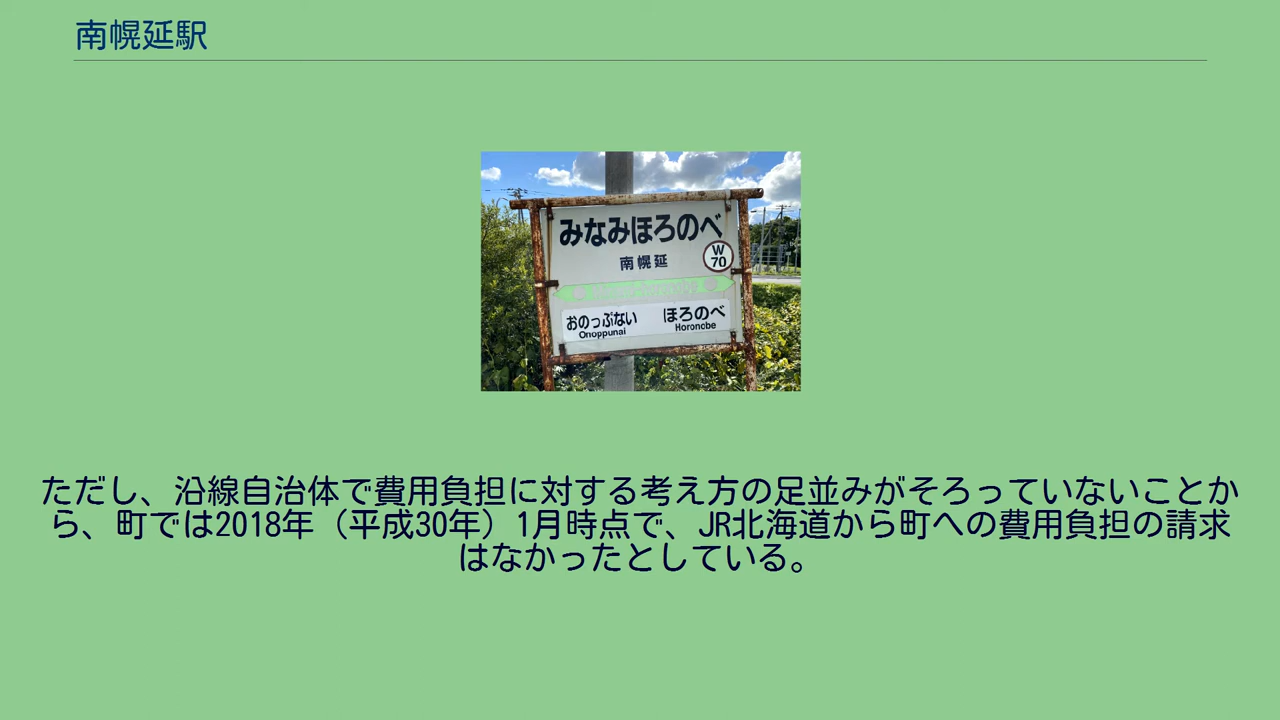 南幌延駅
みなみほろのべ
南幌延
W
70
おのっぷない ほろのべ
Onoppunai Horonobe
ただし、沿線自治体で費用負担に対する考え方の足並みがそろっていないことか
ら、町では2018年（平成30年）1月時点で、JR北海道から町への費用負担の請求
はなかったとしている。